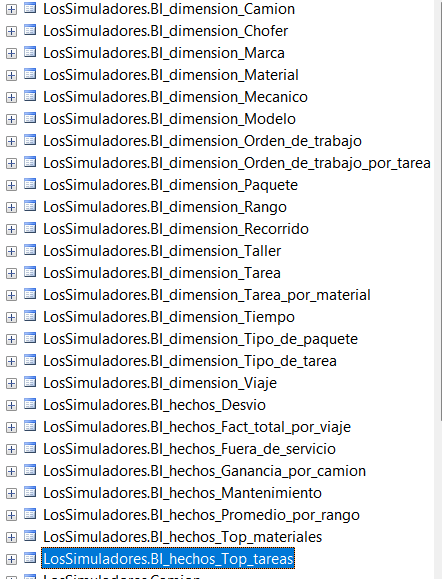 LosSimuladores.BI_dimension_Camion
LosSimuladores.BI_dimension_Chofer
LosSimuladores.BI_dimension_Marca
LosSimuladores.BI_dimension_Material
LosSimuladores.BI_dimension_Mecanico
LosSimuladores.BI_dimension_Modelo
LosSimuladores.BI_dimension_Orden_de_trabajo
LosSimuladores.BI_dimension_Orden_de_trabajo_por_tarea
LosSimuladores.BI_dimension_Paquete
LosSimuladores.BI_dimension_Rango
LosSimuladores.BI_dimension_Recorrido
LosSimuladores.BI_dimension_Taller
LosSimuladores.BI_dimension_Tarea
LosSimuladores.BI_dimension_Tarea_por_material
LosSimuladores.BI_dimension_Tiempo
LosSimuladores.BI_dimension_Tipo_de_paquete
LosSimuladores.BI_dimension_Tipo_de_tarea
LosSimuladores.BI_dimension_Viaje
LosSimuladores.BI_hechos_Desvio
LosSimuladores.BI_hechos_Fact_total_por_viaje
LosSimuladores.BI_hechos_Fuera_de_servicio
LosSimuladores.BI_hechos_Ganancia_por_camion
LosSimuladores.BI_hechos_Mantenimiento
LosSimuladores.BI_hechos_Promedio_por_rango
LosSimuladores.BI_hechos_Top_materiales
LosSimuladores.BI_hechos_Top_tareas